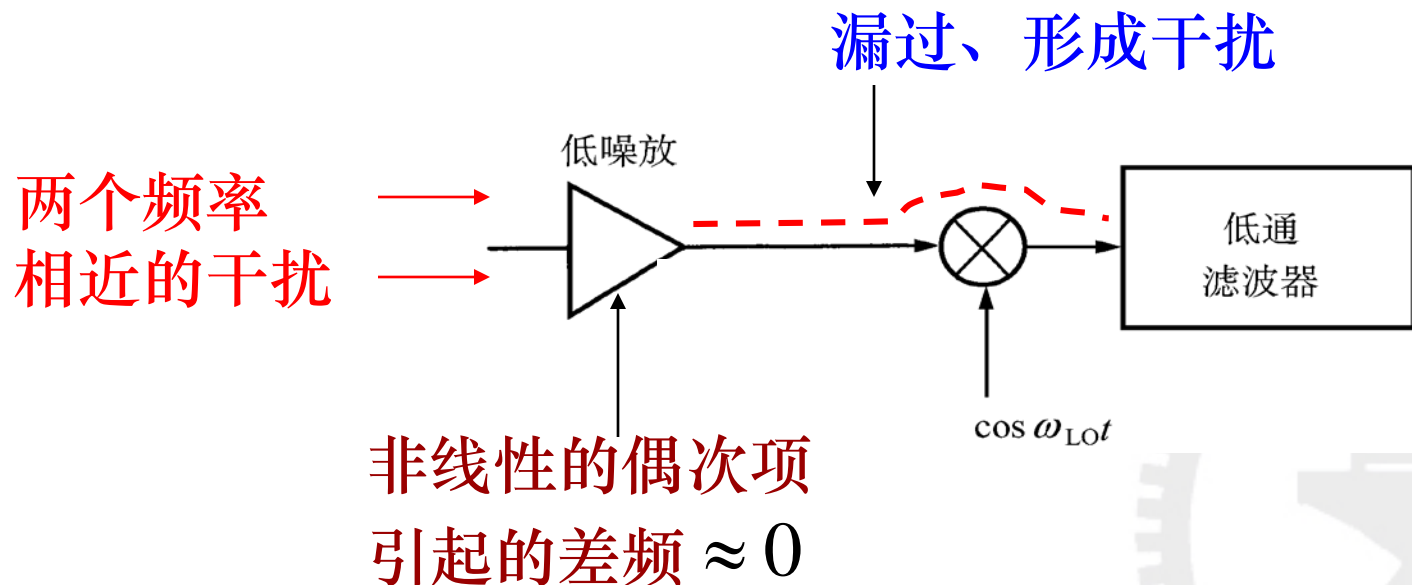 漏过、形成干扰
低噪放
两个频率
相近的干扰
低通
滤波器
cos ω_LO t
非线性的偶次项
引起的差频 ≈ 0